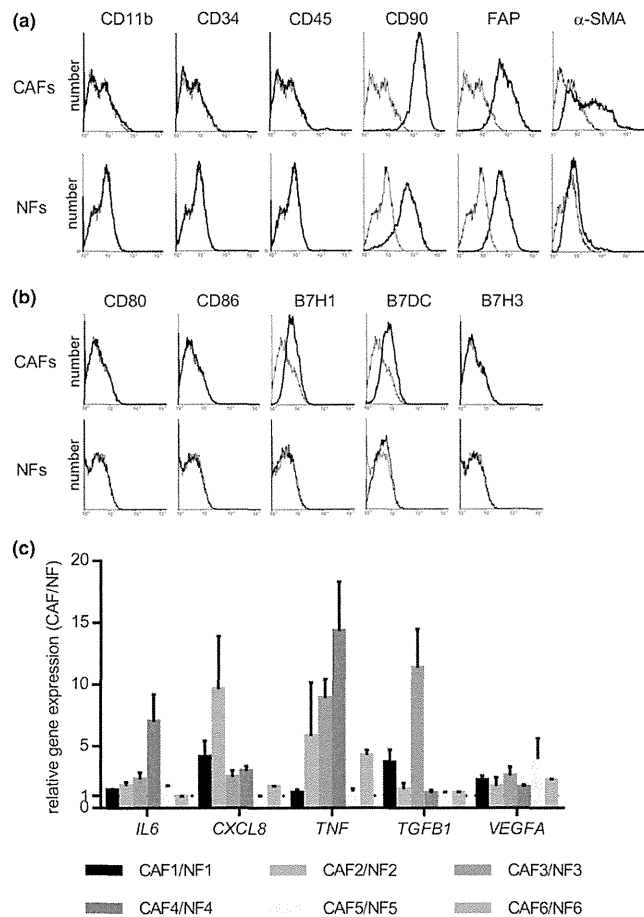 (a)
CD11b CD34 CD45 CD90 FAP α-SMA
CAFs
number
NFs
number
(b)
CD80 CD86 B7H1 B7DC B7H3
CAFs
number
NFs
number
(c)
relative gene expression (CAF/NF)
20
15
10
5
1
0
IL6 CXCL8 TNF TGFB1 VEGFA
CAF1/NF1 CAF2/NF2 CAF3/NF3
CAF4/NF4 CAF5/NF5 CAF6/NF6